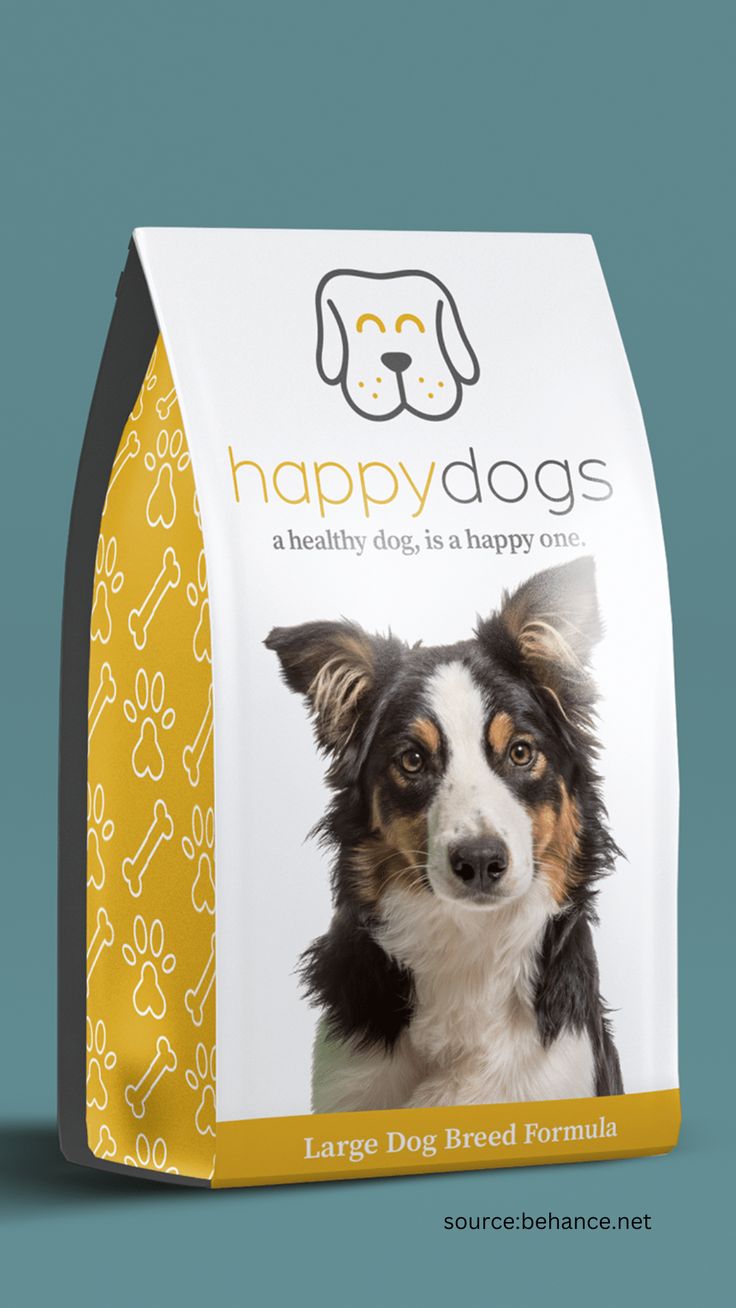 happydogs
a healthy dog, is a happy one.
Large Dog Breed Formula
source:behance.net